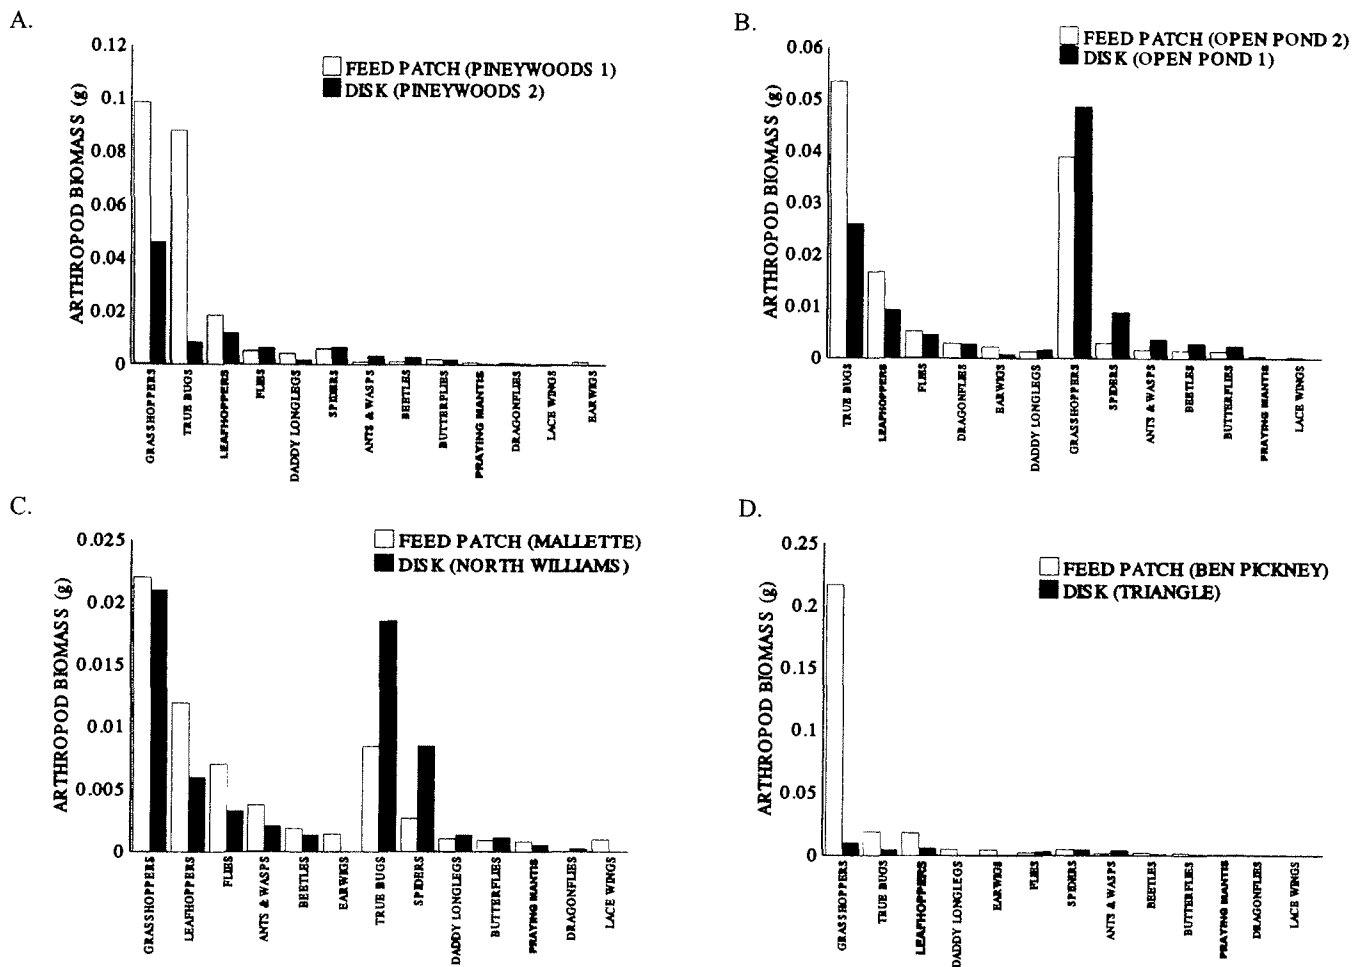 A.
ARTHROPOD BIOMASS (g)
0.12
0.1
0.08
0.06
0.04
0.02
0
FEED PATCH (PINEYWOODS 1)
DISK (PINEYWOODS 2)
GRASSHOPPERS
TRUE BUGS
LEAFHOPPERS
FLIES
DADDY LONGLEGS
SPIDERS
ANTS & WASPS
BEETLES
BUTTERFLIES
PRAYING MANTIS
DRAGONFLIES
LACE WINGS
EARWIGS
B.
ARTHROPOD BIOMASS (g)
0.06
0.05
0.04
0.03
0.02
0.01
0
FEED PATCH (OPEN POND 2)
DISK (OPEN POND 1)
TRUE BUGS
LEAFHOPPERS
FLIES
DRAGONFLIES
EARWIGS
DADDY LONGLEGS
GRASSHOPPERS
SPIDERS
ANTS & WASPS
BEETLES
BUTTERFLIES
PRAYING MANTIS
LACE WINGS
C.
ARTHROPOD BIOMASS (g)
0.025
0.02
0.015
0.01
0.005
0
FEED PATCH (MALLETTE)
DISK (NORTH WILLIAMS)
GRASSHOPPERS
LEAFHOPPERS
FLIES
ANTS & WASPS
BEETLES
EARWIGS
TRUE BUGS
SPIDERS
DADDY LONGLEGS
BUTTERFLIES
PRAYING MANTIS
DRAGONFLIES
LACE WINGS
D.
ARTHROPOD BIOMASS (g)
0.25
0.2
0.15
0.1
0.05
0
FEED PATCH (BEN PICKNEY)
DISK (TRIANGLE)
GRASSHOPPERS
TRUE BUGS
LEAFHOPPERS
DADDY LONGLEGS
EARWIGS
FLIES
SPIDERS
ANTS & WASPS
BEETLES
BUTTERFLIES
PRAYING MANTIS
DRAGONFLIES
LACE WINGS